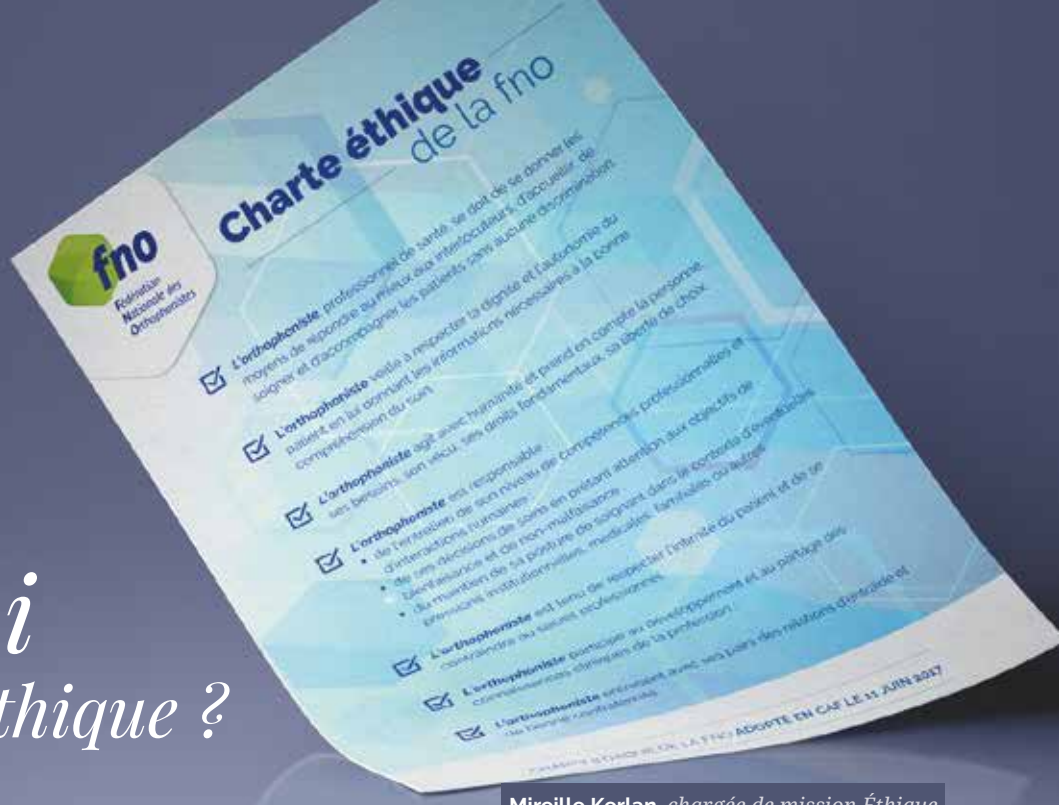 Charte éthique
de la fno
fno
Fédération
Nationale des
Orthophonistes
L'orthophoniste, professionnel de santé, se doit de se donner les
moyens de répondre au mieux aux interlocuteurs, d'accueillir, de
soigner et d'accompagner les patients sans aucune discrimination.
L'orthophoniste veille à respecter la dignité et l'autonomie du
patient en lui donnant les informations nécessaires à la bonne
compréhension du soin.
L'orthophoniste agit avec humanité et prend en compte la personne,
ses besoins, son vécu, ses droits fondamentaux, sa liberté de choix.
L'orthophoniste est responsable
• de l'entretien de son niveau de compétences professionnelles et
d'interactions humaines
• de ses décisions de soins en prêtant attention aux objectifs de
bienfaisance et de non-malfaisance
• du maintien de sa posture de soignant dans le contexte d'éventuelles
pressions institutionnelles, médicales, familiales ou autres
L'orthophoniste est tenu de respecter l'intimité du patient et de se
contraindre au secret professionnel.
L'orthophoniste participe au développement et au partage des
connaissances cliniques de la profession.
L'orthophoniste entretient avec ses pairs des relations d'entraide et
de bonne confraternité.
CHARTE ÉTHIQUE DE LA FNO ADOPTÉ EN CAF LE 11 JUIN 2017
i
thique ?
Mireille Kerlan, chargée de mission Éthique